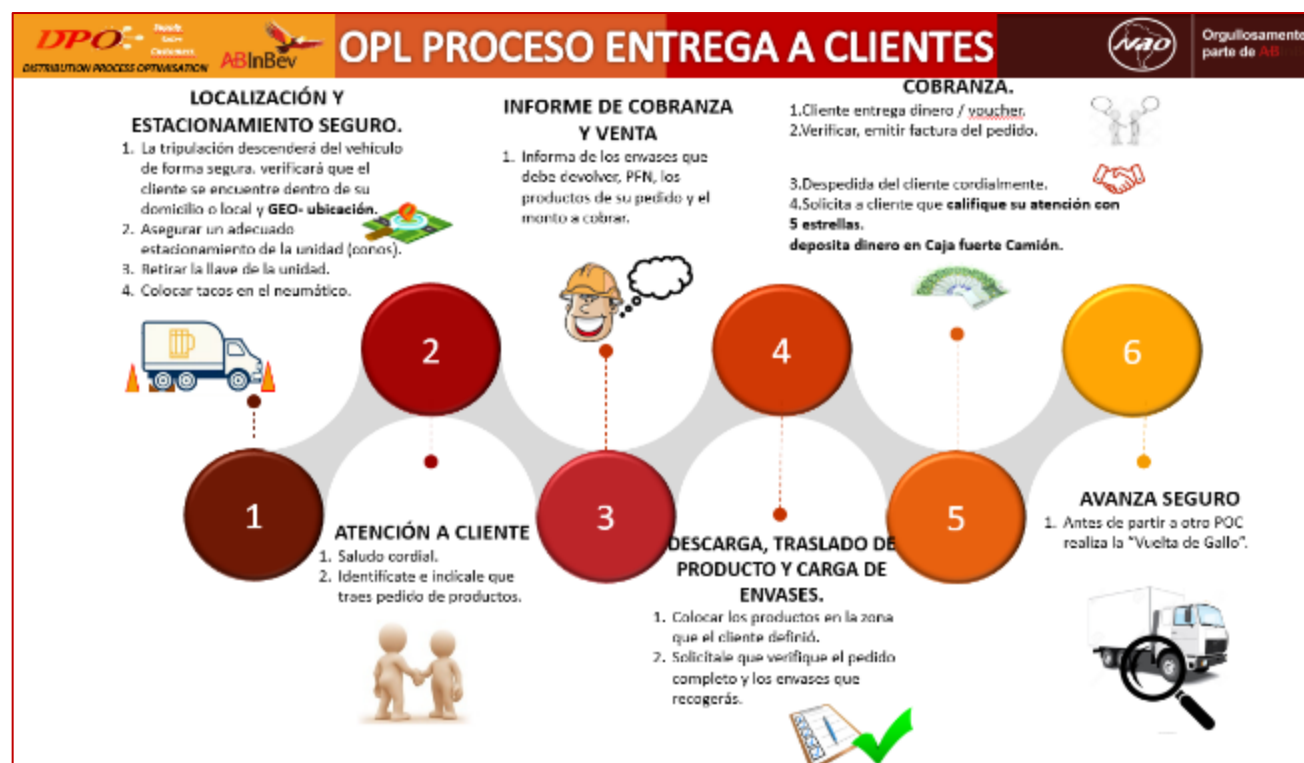 DPO
DISTRIBUTION PROCESS OPTIMISATION
ABInBev
OPL PROCESO ENTREGA A CLIENTES
NAO
Orgullosamente
parte de AB
LOCALIZACIÓN Y
ESTACIONAMIENTO SEGURO.
1. La tripulación descenderá del vehículo
de forma segura, verificará que el
cliente se encuentre dentro de su
domicilio o local y GEO- ubicación.
2. Asegurar un adecuado
estacionamiento de la unidad (conos).
3. Retirar la llave de la unidad.
4. Colocar tacos en el neumático.
1
2
ATENCIÓN A CLIENTE
1. Saludo cordial.
2. Identifícate e indícale que
traes pedido de productos.
INFORME DE COBRANZA
Y VENTA
1. Informa de los envases que
debe devolver, PFN, los
productos de su pedido y el
monto a cobrar.
3
4
DESCARGA, TRASLADO DE
PRODUCTO Y CARGA DE
ENVASES.
1. Colocar los productos en la zona
que el cliente definió.
2. Solicítale que verifique el pedido
completo y los envases que
recogerás.
COBRANZA.
1.Cliente entrega dinero / voucher.
2.Verificar, emitir factura del pedido.
3.Despedida del cliente cordialmente.
4.Solicita a cliente que califique su atención con
5 estrellas.
deposita dinero en Caja fuerte Camión.
5
6
AVANZA SEGURO
1. Antes de partir a otro POC
realiza la “Vuelta de Gallo”.